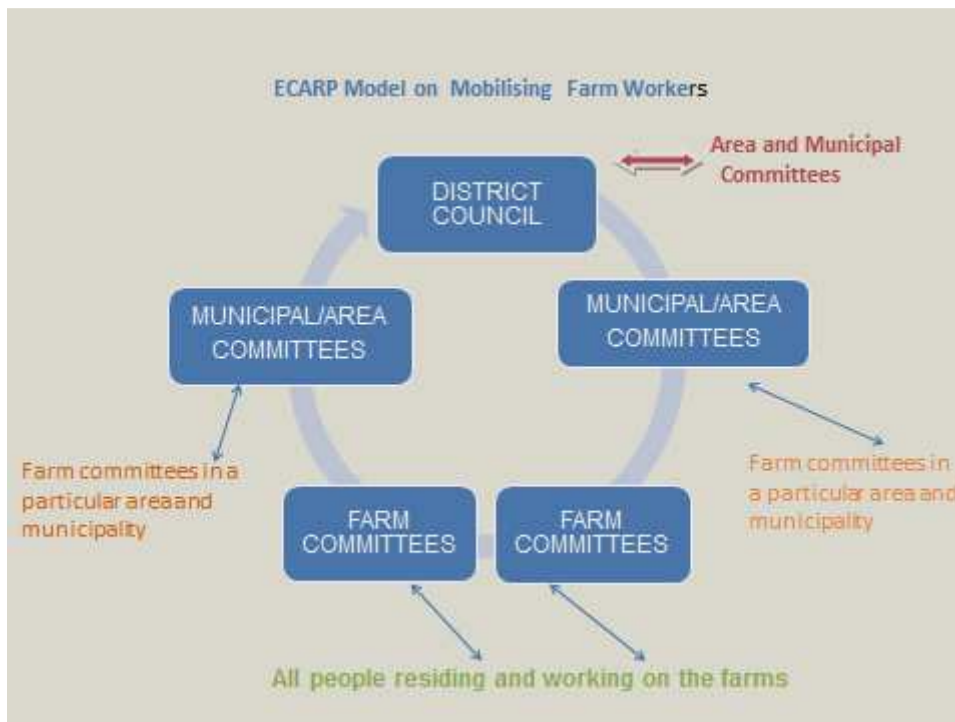 ECARP Model on Mobilising Farm Workers
Area and Municipal
Committees
DISTRICT
COUNCIL
MUNICIPAL/AREA
COMMITTEES
MUNICIPAL/AREA
COMMITTEES
Farm committees in a
particular area and
municipality
Farm committees in
a particular area and
municipality
FARM
COMMITTEES
FARM
COMMITTEES
All people residing and working on the farms